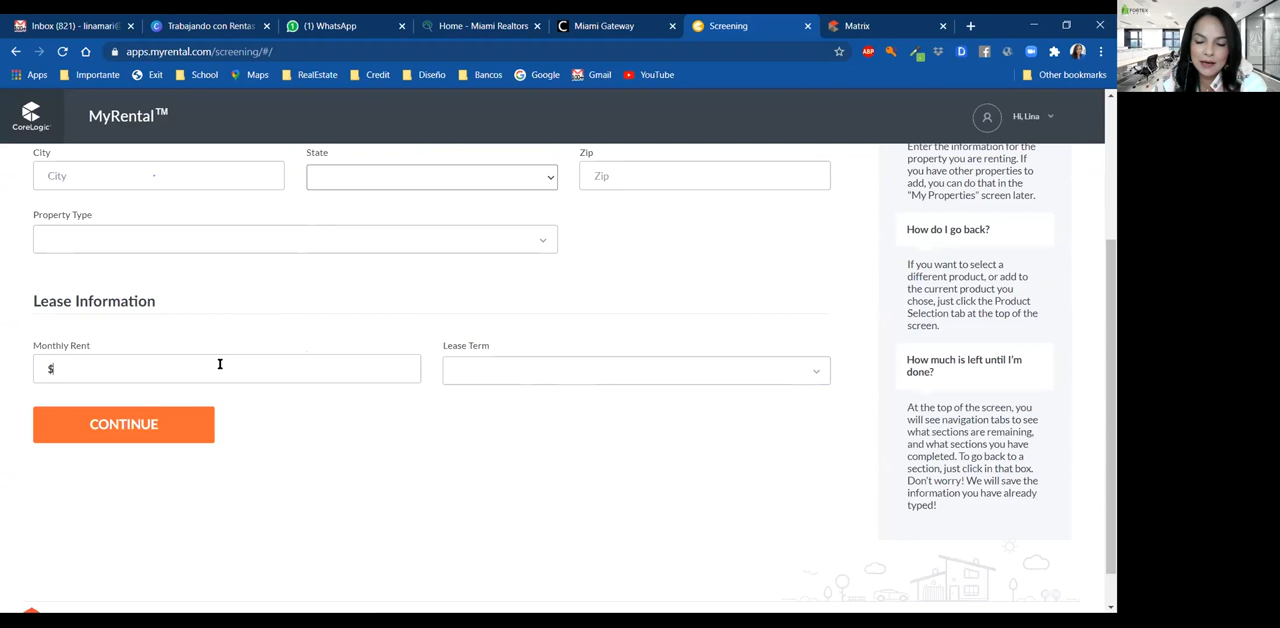 Inbox (821) - linamari
Trabajando con Rentas
(1) WhatsApp
Home - Miami Realtors
Miami Gateway
Screening
Matrix
apps.myrental.com/screening/#/
Apps
Importante
Exit
School
Maps
RealEstate
Credit
Diseño
Bancos
Google
Gmail
YouTube
Other bookmarks
CoreLogic
MyRental™
Hi, Lina
City
State
Zip
City
Zip
Property Type
Lease Information
Monthly Rent
Lease Term
$
CONTINUE
Enter the information for the
property you are renting. If
you have other properties to
add, you can do that in the
"My Properties" screen later.
How do I go back?
If you want to select a
different product, or add to
the current product you
chose, just click the Product
Selection tab at the top of the
screen.
How much is left until I'm
done?
At the top of the screen, you
will see navigation tabs to see
what sections are remaining,
and what sections you have
completed. To go back to a
section, just click in that box.
Don't worry! We will save the
information you have already
typed!
FORTEX